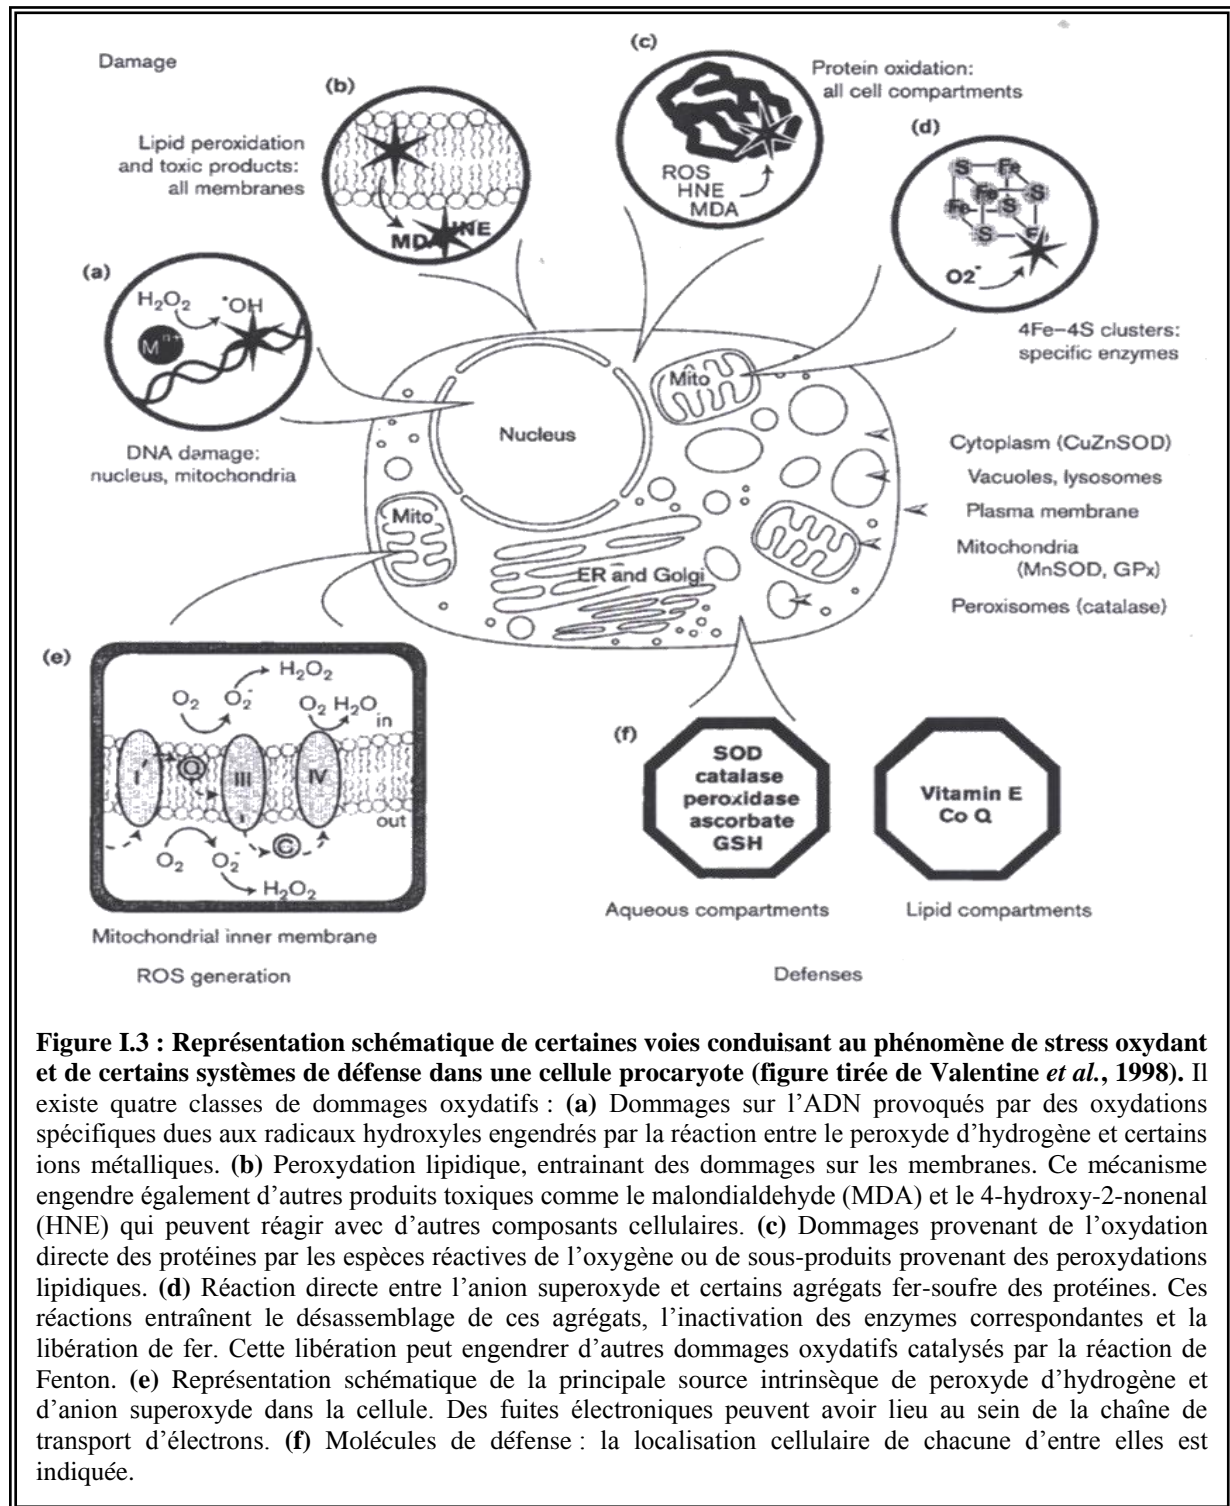 Damage
(a)
H₂O₂
•OH
Mⁿ⁺
DNA damage:
nucleus, mitochondria
(b)
Lipid peroxidation
and toxic products:
all membranes
(c)
ROS
HNE
MDA
Protein oxidation:
all cell compartments
(d)
S
Fe
Fe
S
Fe
S
S
O2⁻
4Fe–4S clusters:
specific enzymes
Nucleus
Mito
Mito
ER and Golgi
Cytoplasm (CuZnSOD)
Vacuoles, lysosomes
Plasma membrane
Mitochondria
(MnSOD, GPx)
Peroxisomes (catalase)
(e)
H₂O₂
O₂ O₂⁻
O₂ H₂O
in
I
Q
III
IV
out
C
O₂ O₂⁻
H₂O₂
Mitochondrial inner membrane
ROS generation
(f)
SOD
catalase
peroxidase
ascorbate
GSH
Vitamin E
Co Q
Aqueous compartments
Lipid compartments
Defenses
Figure I.3 : Représentation schématique de certaines voies conduisant au phénomène de stress oxydant
et de certains systèmes de défense dans une cellule procaryote (figure tirée de Valentine et al., 1998). Il
existe quatre classes de dommages oxydatifs : (a) Dommages sur l’ADN provoqués par des oxydations
spécifiques dues aux radicaux hydroxyles engendrés par la réaction entre le peroxyde d’hydrogène et certains
ions métalliques. (b) Peroxydation lipidique, entrainant des dommages sur les membranes. Ce mécanisme
engendre également d’autres produits toxiques comme le malondialdehyde (MDA) et le 4-hydroxy-2-nonenal
(HNE) qui peuvent réagir avec d’autres composants cellulaires. (c) Dommages provenant de l’oxydation
directe des protéines par les espèces réactives de l’oxygène ou de sous-produits provenant des peroxydations
lipidiques. (d) Réaction directe entre l’anion superoxyde et certains agrégats fer-soufre des protéines. Ces
réactions entraînent le désassemblage de ces agrégats, l’inactivation des enzymes correspondantes et la
libération de fer. Cette libération peut engendrer d’autres dommages oxydatifs catalysés par la réaction de
Fenton. (e) Représentation schématique de la principale source intrinsèque de peroxyde d’hydrogène et
d’anion superoxyde dans la cellule. Des fuites électroniques peuvent avoir lieu au sein de la chaîne de
transport d’électrons. (f) Molécules de défense : la localisation cellulaire de chacune d’entre elles est
indiquée.